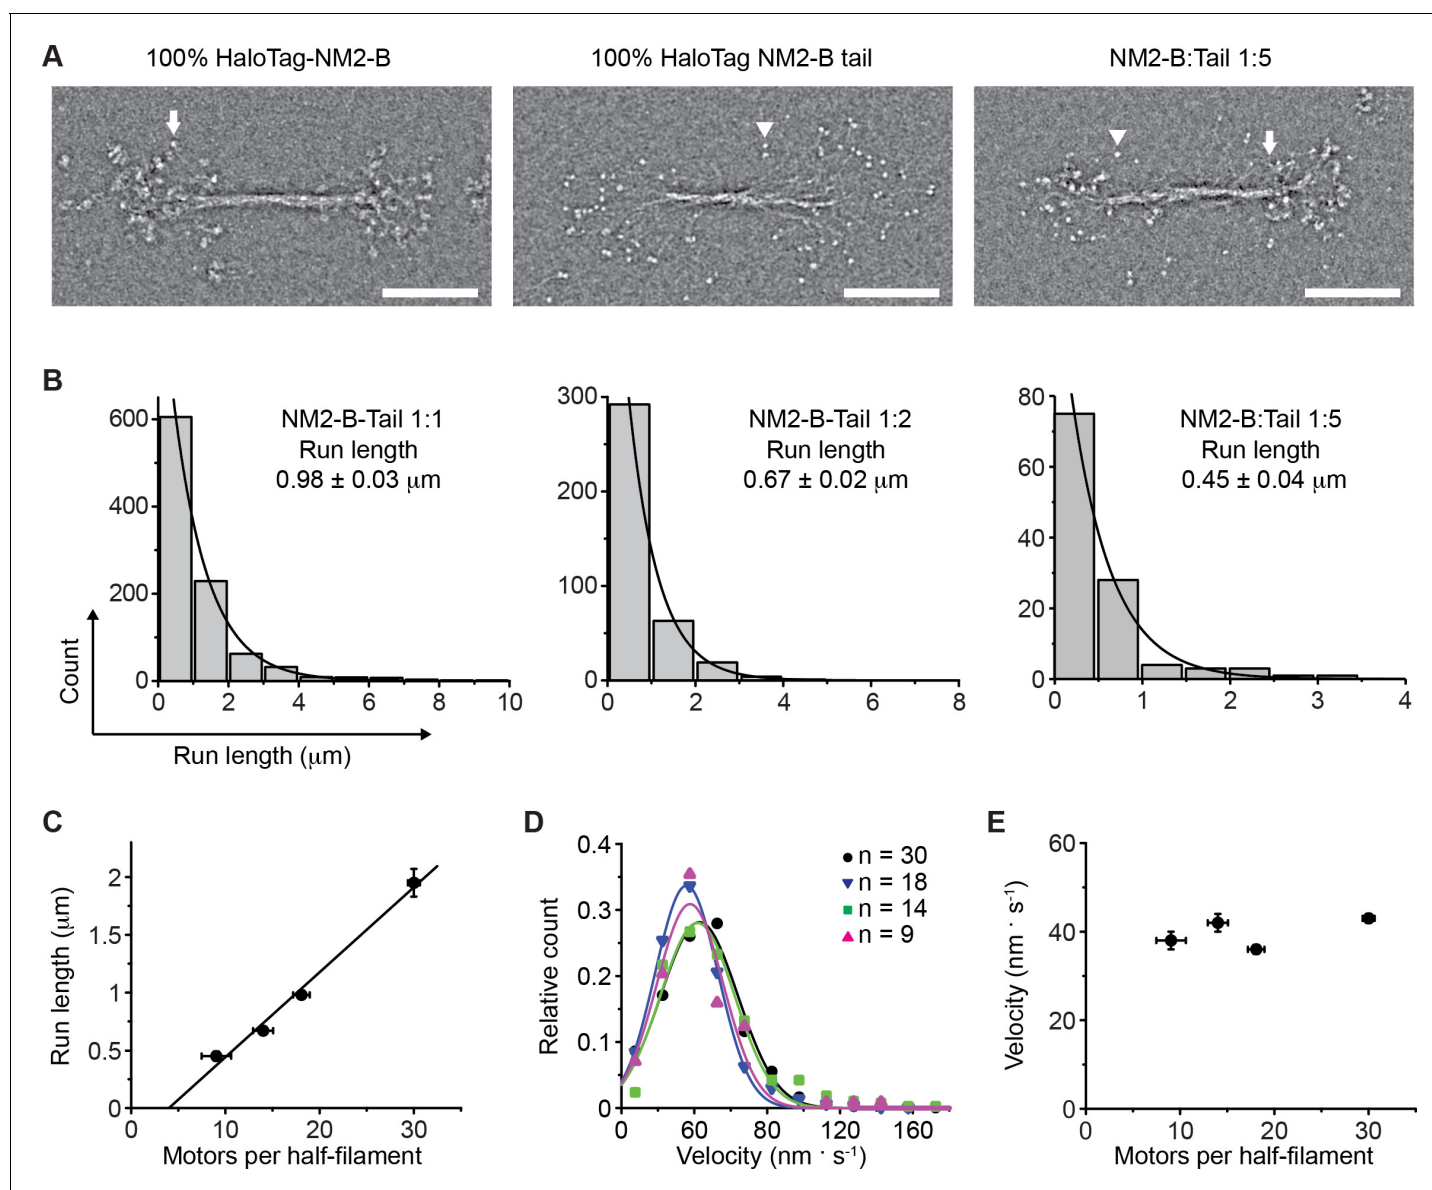 A
100% HaloTag-NM2-B
100% HaloTag NM2-B tail
NM2-B:Tail 1:5
B
600
400
200
0
0 2 4 6 8 10
NM2-B-Tail 1:1
Run length
0.98 ± 0.03 μm
Count
Run length (μm)
300
200
100
0
0 2 4 6 8
NM2-B-Tail 1:2
Run length
0.67 ± 0.02 μm
80
60
40
20
0
0 1 2 3 4
NM2-B:Tail 1:5
Run length
0.45 ± 0.04 μm
C
Run length (μm)
2
1.5
1
0.5
0
0 10 20 30
Motors per half-filament
D
Relative count
0.4
0.3
0.2
0.1
0
0 60 80 120 160
Velocity (nm · s⁻¹)
n = 30
n = 18
n = 14
n = 9
E
Velocity (nm · s⁻¹)
60
40
20
0
0 10 20 30
Motors per half-filament